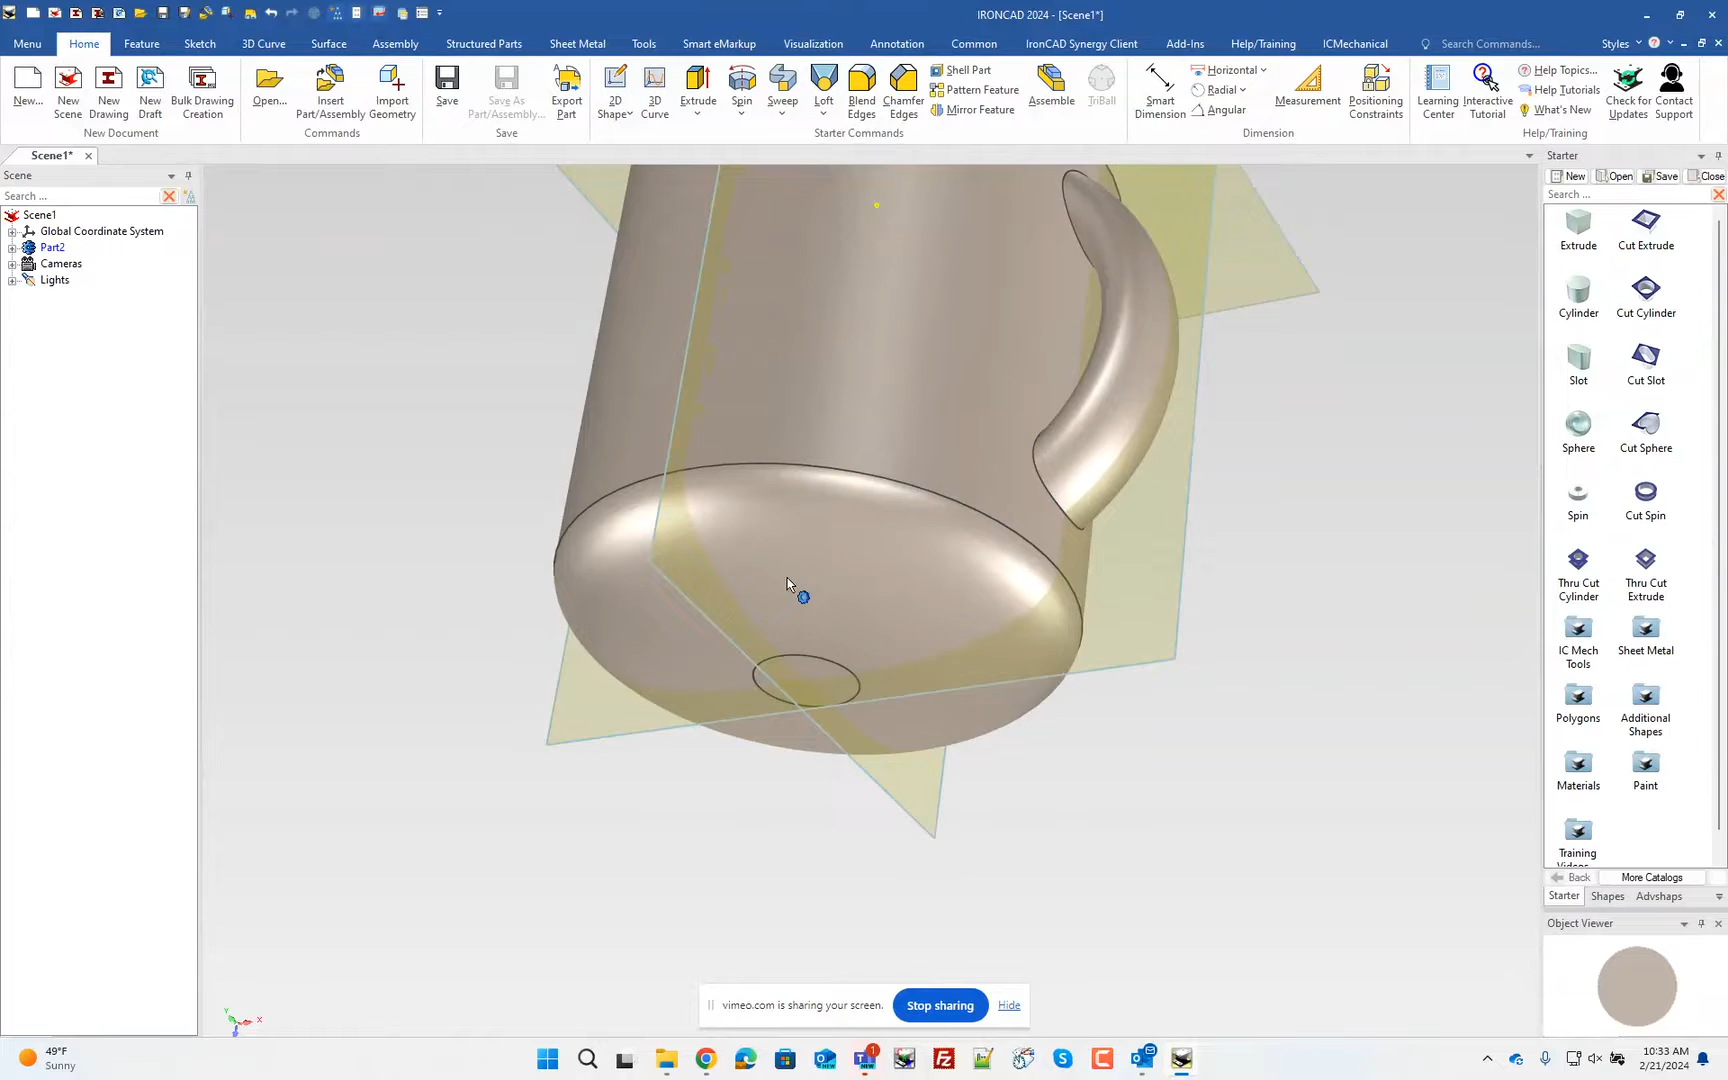 IRONCAD 2024 - [Scene1*]
Menu Home Feature Sketch 3D Curve Surface Assembly Structured Parts Sheet Metal Tools Smart eMarkup Visualization Annotation Common IronCAD Synergy Client Add-Ins Help/Training ICMechanical Search Commands... Styles
New... New Scene New Drawing New Draft Bulk Drawing Creation
New Document
Open... Insert Part/Assembly Import Geometry
Commands
Save Save As Part/Assembly... Export Part
Save
2D Shape 3D Curve Extrude Spin Sweep Loft Blend Edges Chamfer Edges
Shell Part
Pattern Feature
Mirror Feature
Assemble TriBall
Starter Commands
Smart Dimension
Horizontal
Radial
Angular
Measurement Positioning Constraints
Dimension
Learning Center Interactive Tutorial
Help Topics...
Help Tutorials
What's New
Check for Updates Contact Support
Help/Training
Scene1*
Scene
Search ...
Scene1
Global Coordinate System
Part2
Cameras
Lights
Y
X
Starter
New Open Save Close
Search ...
Extrude Cut Extrude
Cylinder Cut Cylinder
Slot Cut Slot
Sphere Cut Sphere
Spin Cut Spin
Thru Cut Cylinder Thru Cut Extrude
IC Mech Tools Sheet Metal
Polygons Additional Shapes
Materials Paint
Training Videos
Back More Catalogs
Starter Shapes Advshaps
Object Viewer
vimeo.com is sharing your screen. Stop sharing Hide
49°F
Sunny
10:33 AM
2/21/2024